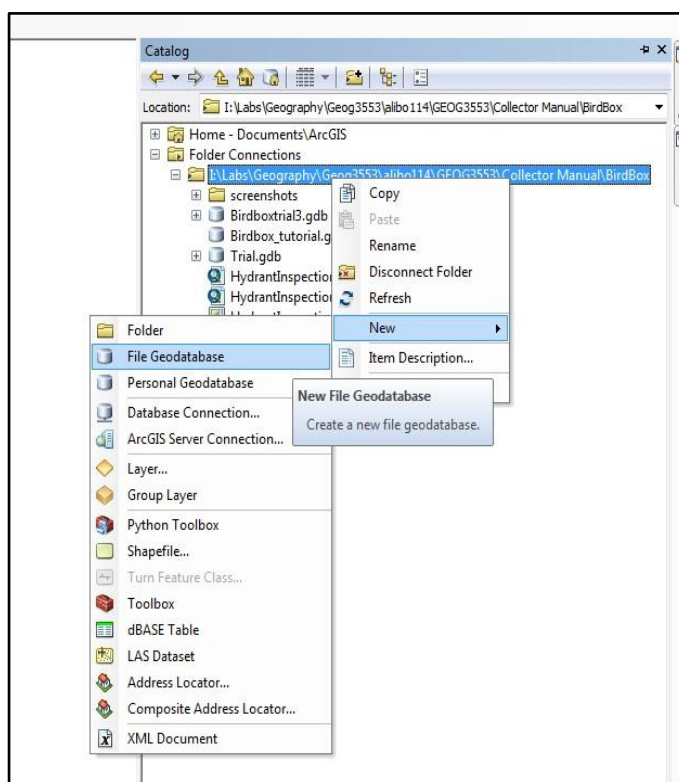 Catalog
Location: I:\Labs\Geography\Geog3553\alibo114\GEOG3553\Collector Manual\BirdBox
Home - Documents\ArcGIS
Folder Connections
I:\Labs\Geography\Geog3553\alibo114\GEOG3553\Collector Manual\BirdBox
screenshots
Birdboxtrial3.gdb
Birdbox_tutorial.g
Trial.gdb
HydrantInspection
HydrantInspection
Copy
Paste
Rename
Disconnect Folder
Refresh
New
Item Description...
Folder
File Geodatabase
Personal Geodatabase
Database Connection...
ArcGIS Server Connection...
Layer...
Group Layer
Python Toolbox
Shapefile...
Turn Feature Class...
Toolbox
dBASE Table
LAS Dataset
Address Locator...
Composite Address Locator...
XML Document
New File Geodatabase
Create a new file geodatabase.